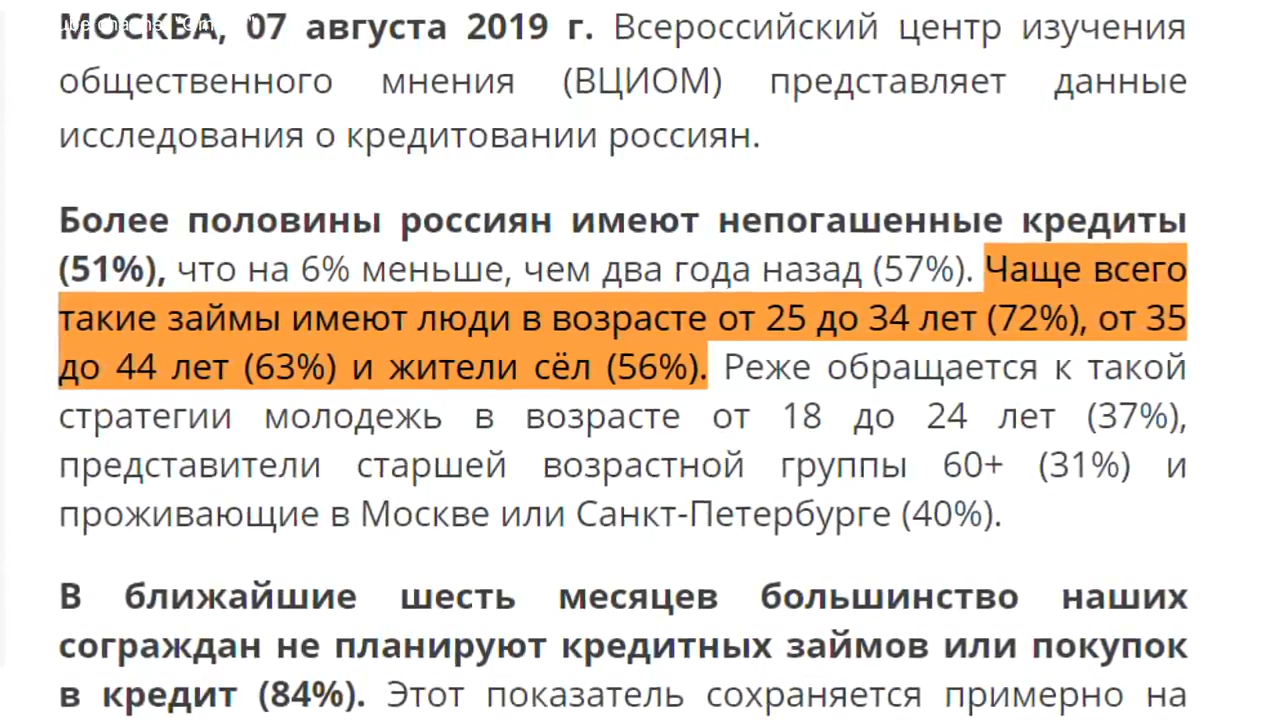 МОСКВА, 07 августа 2019 г. Всероссийский центр изучения
общественного мнения (ВЦИОМ) представляет данные
исследования о кредитовании россиян.
Более половины россиян имеют непогашенные кредиты
(51%), что на 6% меньше, чем два года назад (57%). Чаще всего
такие займы имеют люди в возрасте от 25 до 34 лет (72%), от 35
до 44 лет (63%) и жители сёл (56%). Реже обращается к такой
стратегии молодежь в возрасте от 18 до 24 лет (37%),
представители старшей возрастной группы 60+ (31%) и
проживающие в Москве или Санкт-Петербурге (40%).
В ближайшие шесть месяцев большинство наших
сограждан не планируют кредитных займов или покупок
в кредит (84%). Этот показатель сохраняется примерно на